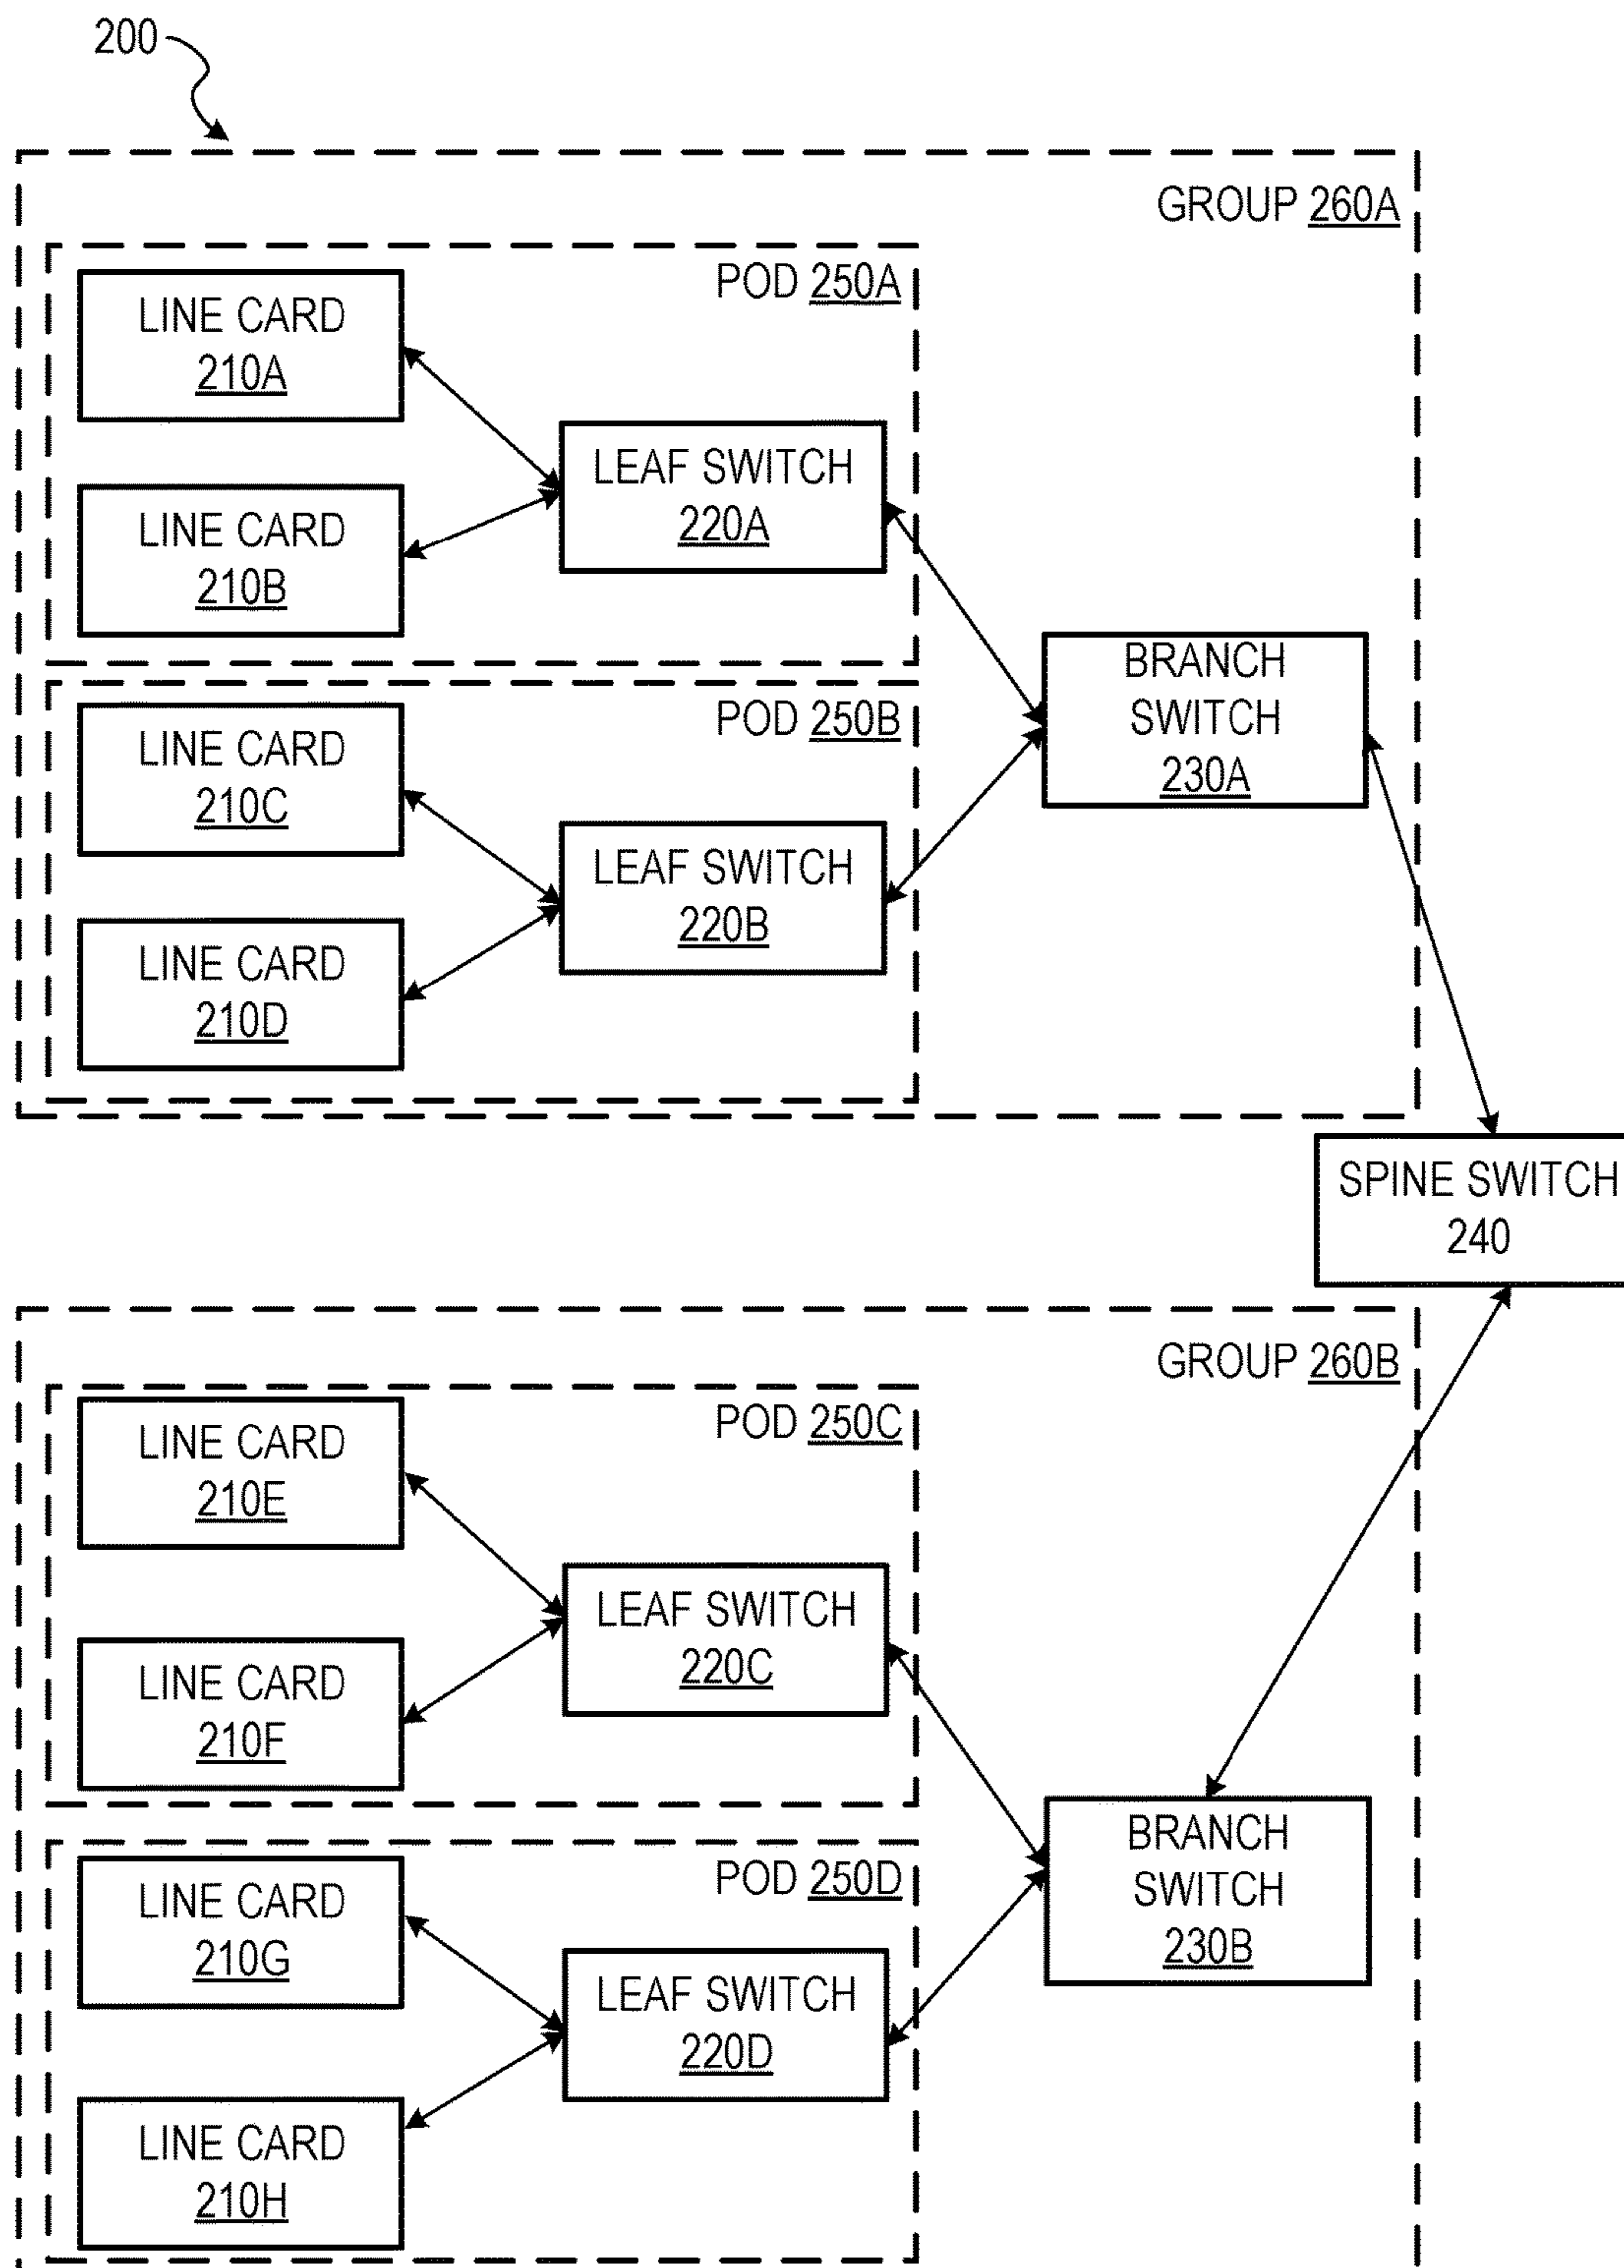 200
GROUP 260A
POD 250A
LINE CARD
210A
LEAF SWITCH
220A
LINE CARD
210B
BRANCH
SWITCH
230A
POD 250B
LINE CARD
210C
LEAF SWITCH
220B
LINE CARD
210D
SPINE SWITCH
240
GROUP 260B
POD 250C
LINE CARD
210E
LEAF SWITCH
220C
LINE CARD
210F
BRANCH
SWITCH
230B
POD 250D
LINE CARD
210G
LEAF SWITCH
220D
LINE CARD
210H